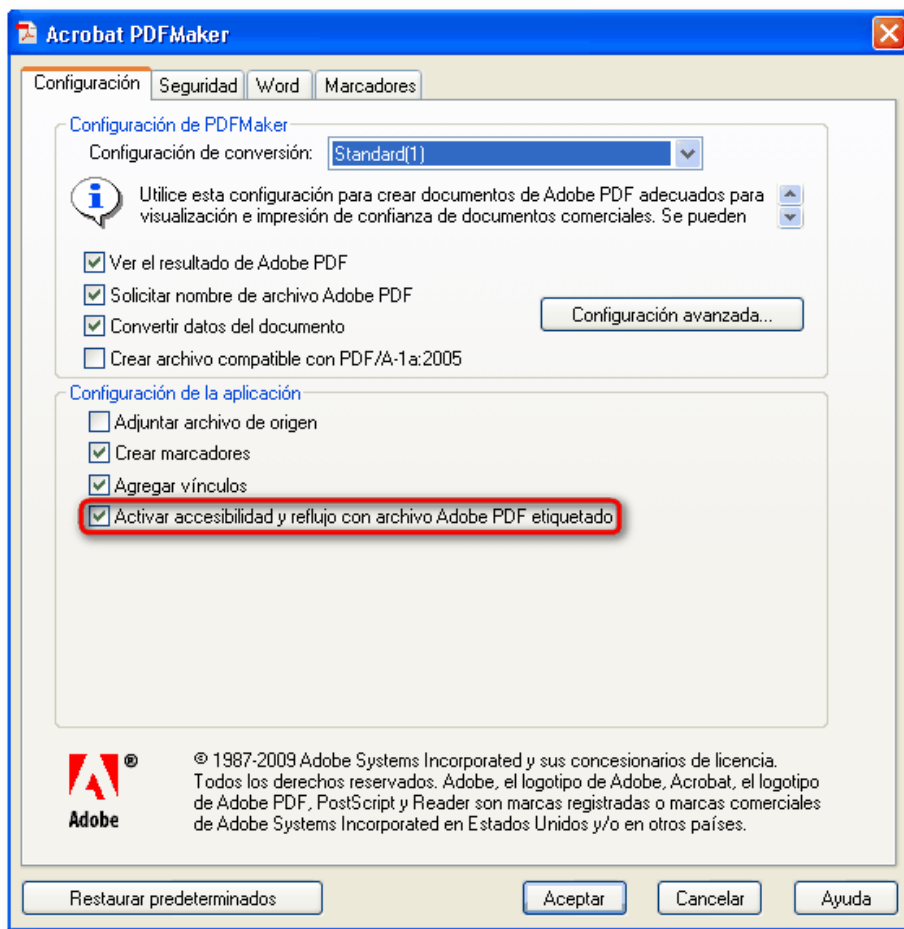 Acrobat PDFMaker
Configuración Seguridad Word Marcadores
Configuración de PDFMaker
Configuración de conversión: Standard(1)
Utilice esta configuración para crear documentos de Adobe PDF adecuados para
visualización e impresión de confianza de documentos comerciales. Se pueden
Ver el resultado de Adobe PDF
Solicitar nombre de archivo Adobe PDF
Configuración avanzada...
Convertir datos del documento
Crear archivo compatible con PDF/A-1a:2005
Configuración de la aplicación
Adjuntar archivo de origen
Crear marcadores
Agregar vínculos
Activar accesibilidad y reflujo con archivo Adobe PDF etiquetado
® © 1987-2009 Adobe Systems Incorporated y sus concesionarios de licencia.
Todos los derechos reservados. Adobe, el logotipo de Adobe, Acrobat, el logotipo
de Adobe PDF, PostScript y Reader son marcas registradas o marcas comerciales
Adobe de Adobe Systems Incorporated en Estados Unidos y/o en otros países.
Restaurar predeterminados Aceptar Cancelar Ayuda